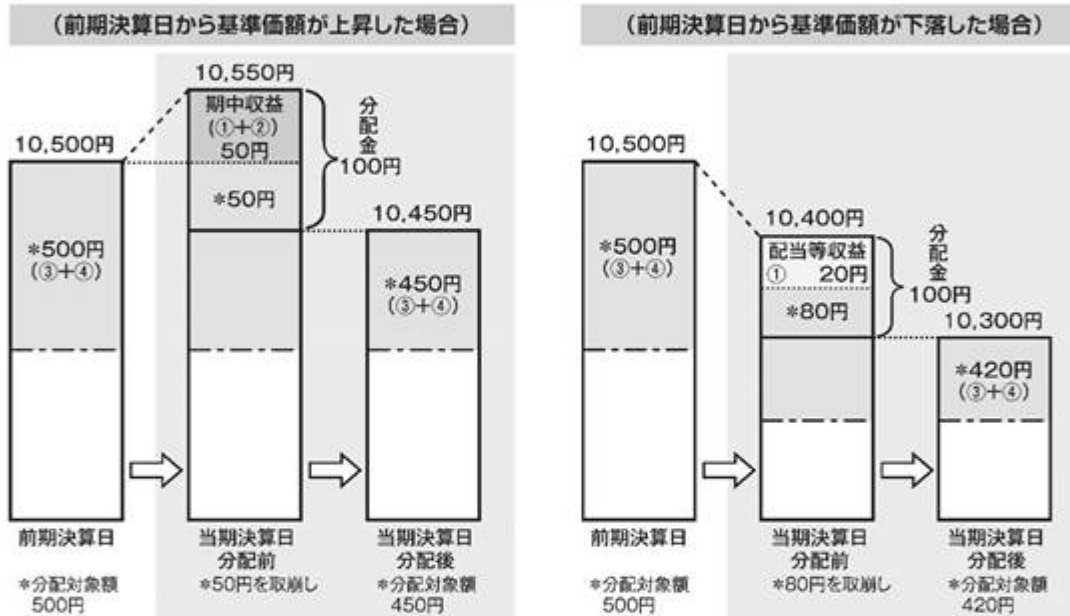 （前期決算日から基準価額が上昇した場合）
10,550円
期中収益
(①+②)
50円
*50円
分配金
100円
10,500円
*500円
(③+④)
10,450円
*450円
(③+④)
前期決算日
当期決算日
分配前
当期決算日
分配後
*分配対象額
500円
*50円を取崩し
*分配対象額
450円
（前期決算日から基準価額が下落した場合）
10,500円
*500円
(③+④)
10,400円
配当等収益
① 20円
*80円
分配金
100円
10,300円
*420円
(③+④)
前期決算日
当期決算日
分配前
当期決算日
分配後
*分配対象額
500円
*80円を取崩し
*分配対象額
420円